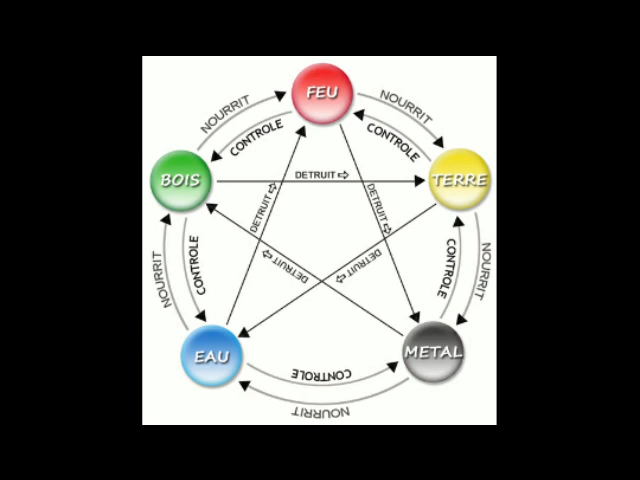 FEU
NOURRIT
NOURRIT
CONTROLE
CONTROLE
BOIS
DETRUIT
TERRE
DETRUIT
DETRUIT
NOURRIT
CONTROLE
DETRUIT
DETRUIT
CONTROLE
NOURRIT
EAU
METAL
CONTROLE
NOURRIT